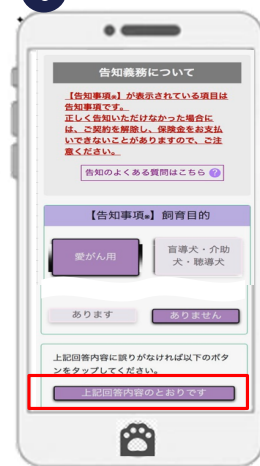 告知義務について
【告知事項※】が表示されている項目は
告知事項です。
正しく告知いただけなかった場合に
は、ご契約を解除し、保険金をお支払
いできないことがありますので、ご注
意ください。
告知のよくある質問はこちら ?
【告知事項※】飼育目的
愛がん用
盲導犬・介助
犬・聴導犬
あります
ありません
上記回答内容に誤りがなければ以下のボタ
ンをタップしてください。
上記回答内容のとおりです